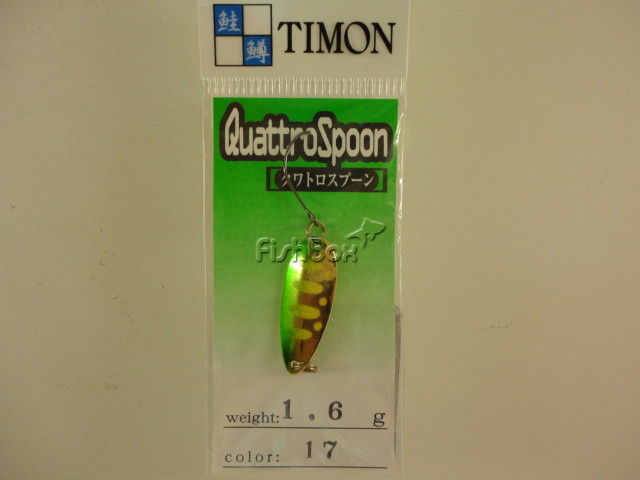 鮭
鱒
TIMON
QuattroSpoon
【クワトロスプーン】
FishBox
weight: 1.6 g
color: 17